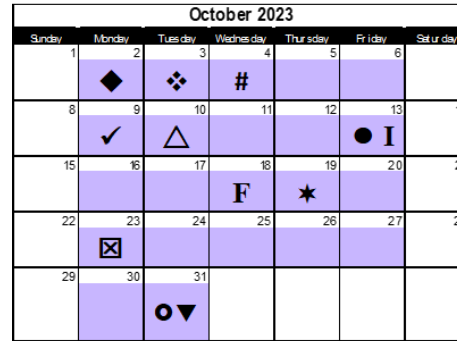 October 2023
Sunday Monday Tuesday Wednesday Thursday Friday Saturday
1 2 3 4 5 6
◆ ❖ #
8 9 10 11 12 13
✓ △ ● I
15 16 17 18 19 20
F ✶
22 23 24 25 26 27
☒
29 30 31
○▼